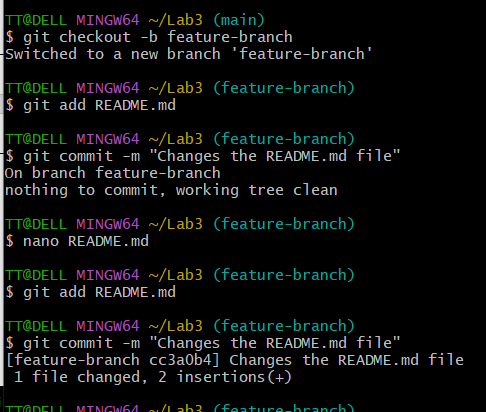 TT@DELL MINGW64 ~/Lab3 (main)
$ git checkout -b feature-branch
Switched to a new branch 'feature-branch'
TT@DELL MINGW64 ~/Lab3 (feature-branch)
$ git add README.md
TT@DELL MINGW64 ~/Lab3 (feature-branch)
$ git commit -m "Changes the README.md file"
On branch feature-branch
nothing to commit, working tree clean
TT@DELL MINGW64 ~/Lab3 (feature-branch)
$ nano README.md
TT@DELL MINGW64 ~/Lab3 (feature-branch)
$ git add README.md
TT@DELL MINGW64 ~/Lab3 (feature-branch)
$ git commit -m "Changes the README.md file"
[feature-branch cc3a0b4] Changes the README.md file
 1 file changed, 2 insertions(+)
TT@DELL MINGW64 ~/Lab3 (feature-branch)